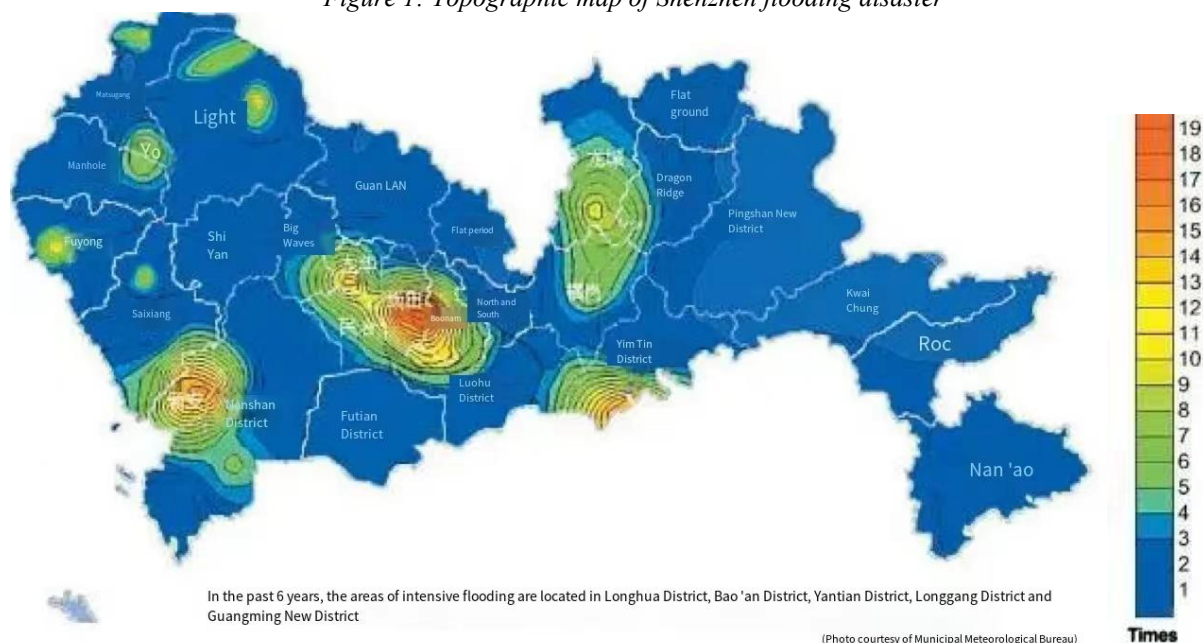 Figure 1: Topographic map of Shenzhen flooding disaster
Matsugang
Light
Flat
ground
Yo
Manhole
Guan LAN
Dragon
Ridge
Pingshan New
District
Fuyong
Shi
Yan
Big
Waves
Flat period
Saixiang
Boonam
North and
South
Kwai
Chung
Roc
Yim Tin
District
Luohu
District
District
Futian
District
Nan 'ao
19
18
17
16
15
14
13
12
11
10
9
8
7
6
5
4
3
2
1
Times
In the past 6 years, the areas of intensive flooding are located in Longhua District, Bao 'an District, Yantian District, Longgang District and
Guangming New District
(Photo courtesy of Municipal Meteorological Bureau)